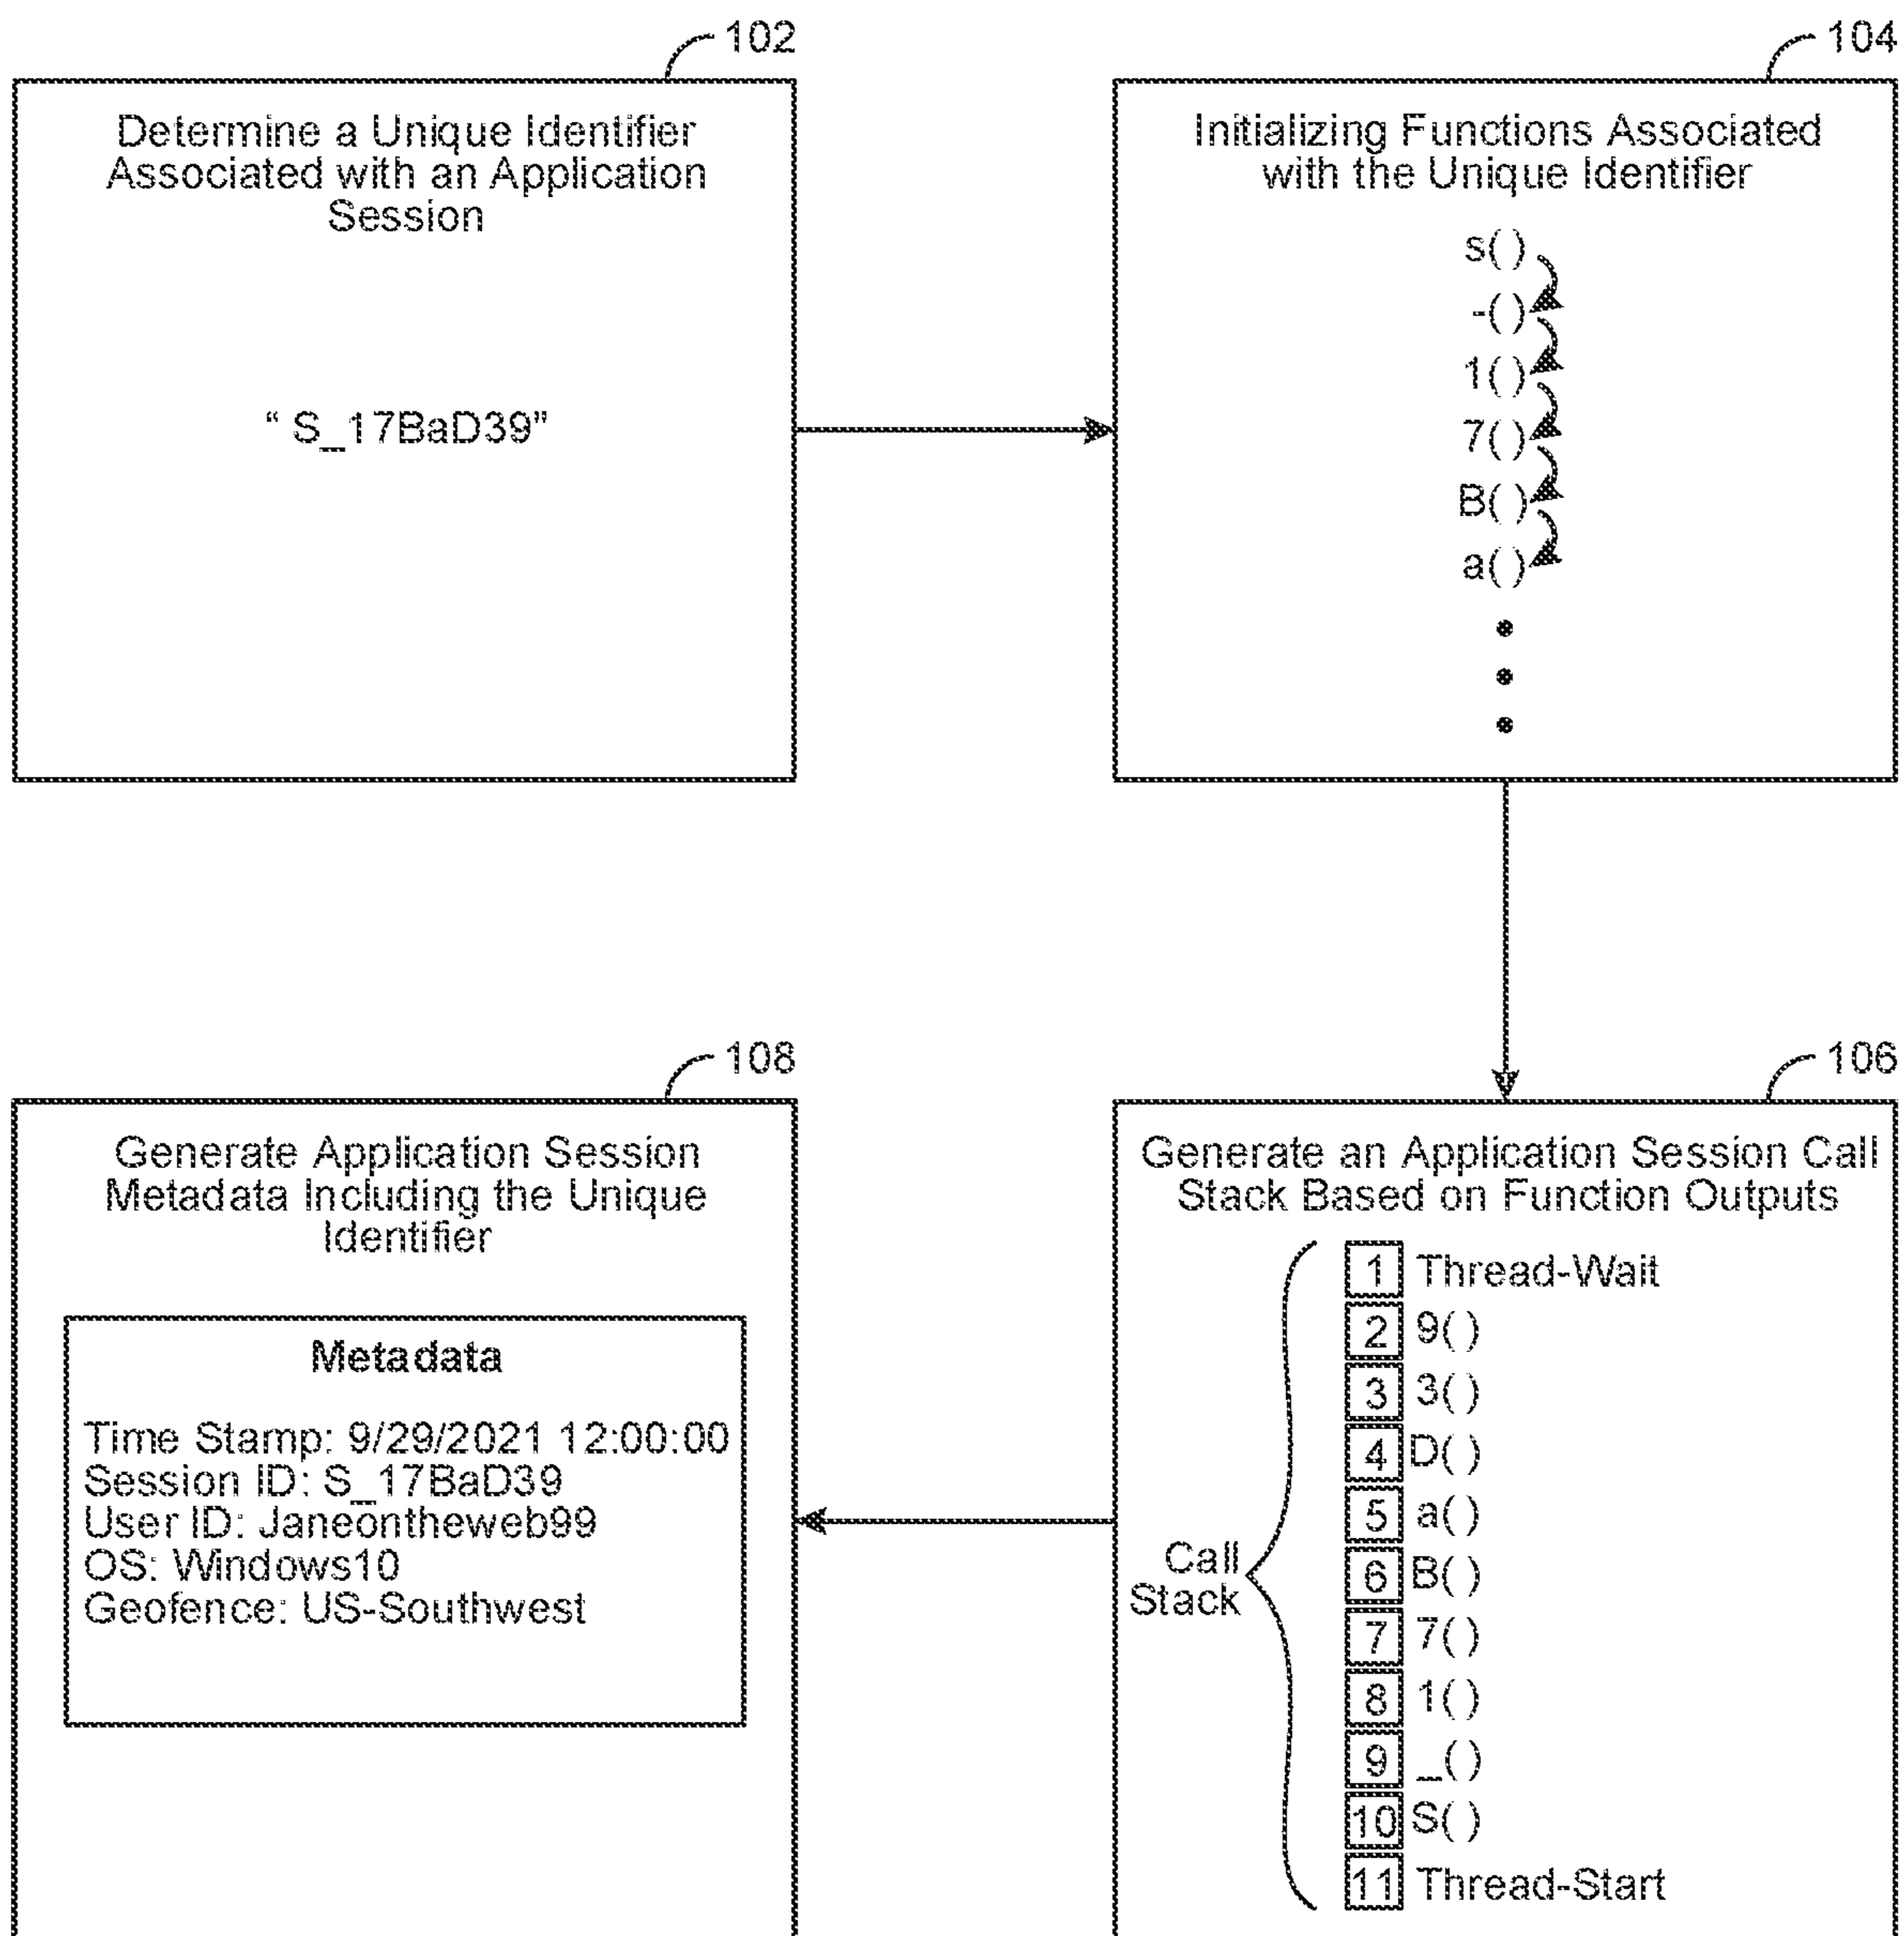 102
Determine a Unique Identifier
Associated with an Application
Session
“ S_17BaD39”
104
Initializing Functions Associated
with the Unique Identifier
s( )
-( )
1( )
7( )
B( )
a( )
106
Generate an Application Session Call
Stack Based on Function Outputs
Call
Stack
1 Thread-Wait
2 9( )
3 3( )
4 D( )
5 a( )
6 B( )
7 7( )
8 1( )
9 _( )
10 S( )
11 Thread-Start
108
Generate Application Session
Metadata Including the Unique
Identifier
Metadata
Time Stamp: 9/29/2021 12:00:00
Session ID: S_17BaD39
User ID: Janeontheweb99
OS: Windows10
Geofence: US-Southwest